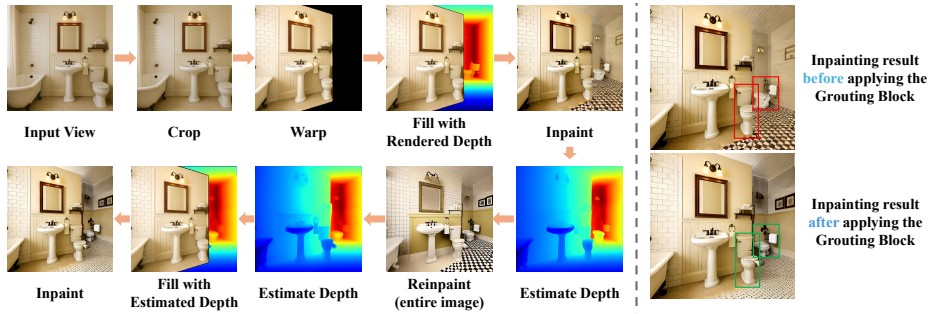 Input View
Crop
Warp
Fill with
Rendered Depth
Inpaint
Inpaint
Fill with
Estimated Depth
Estimate Depth
Reinpaint
(entire image)
Estimate Depth
Inpainting result
before applying the
Grouting Block
Inpainting result
after applying the
Grouting Block